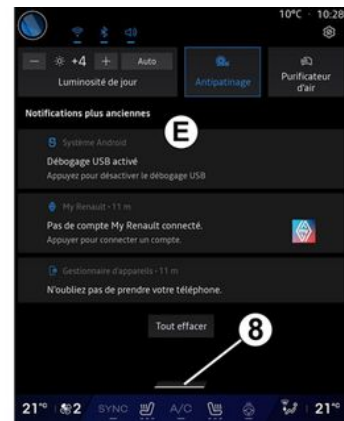 10°C 10:28
− +4 + Auto
Luminosité de jour
Antipatinage
Purificateur
d'air
Notifications plus anciennes
E
Système Android
Débogage USB activé
Appuyez pour désactiver le débogage USB
My Renault · 11 m
Pas de compte My Renault connecté.
Appuyer pour connecter un compte.
Gestionnaire d'appareils · 11 m
N'oubliez pas de prendre votre téléphone.
Tout effacer
8
21°C 2 SYNC A/C 21°C